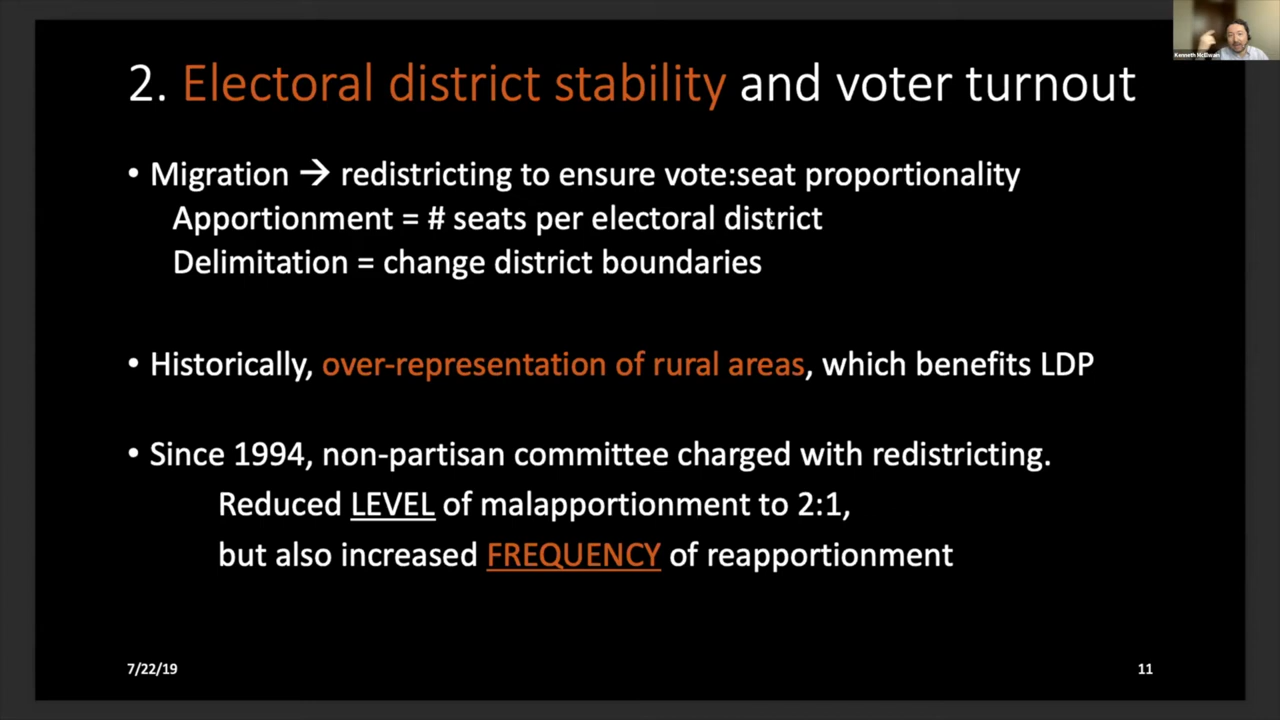 Kenneth McElwain
2. Electoral district stability and voter turnout
• Migration → redistricting to ensure vote:seat proportionality
Apportionment = # seats per electoral district
Delimitation = change district boundaries
• Historically, over-representation of rural areas, which benefits LDP
• Since 1994, non-partisan committee charged with redistricting.
Reduced LEVEL of malapportionment to 2:1,
but also increased FREQUENCY of reapportionment
7/22/19
11